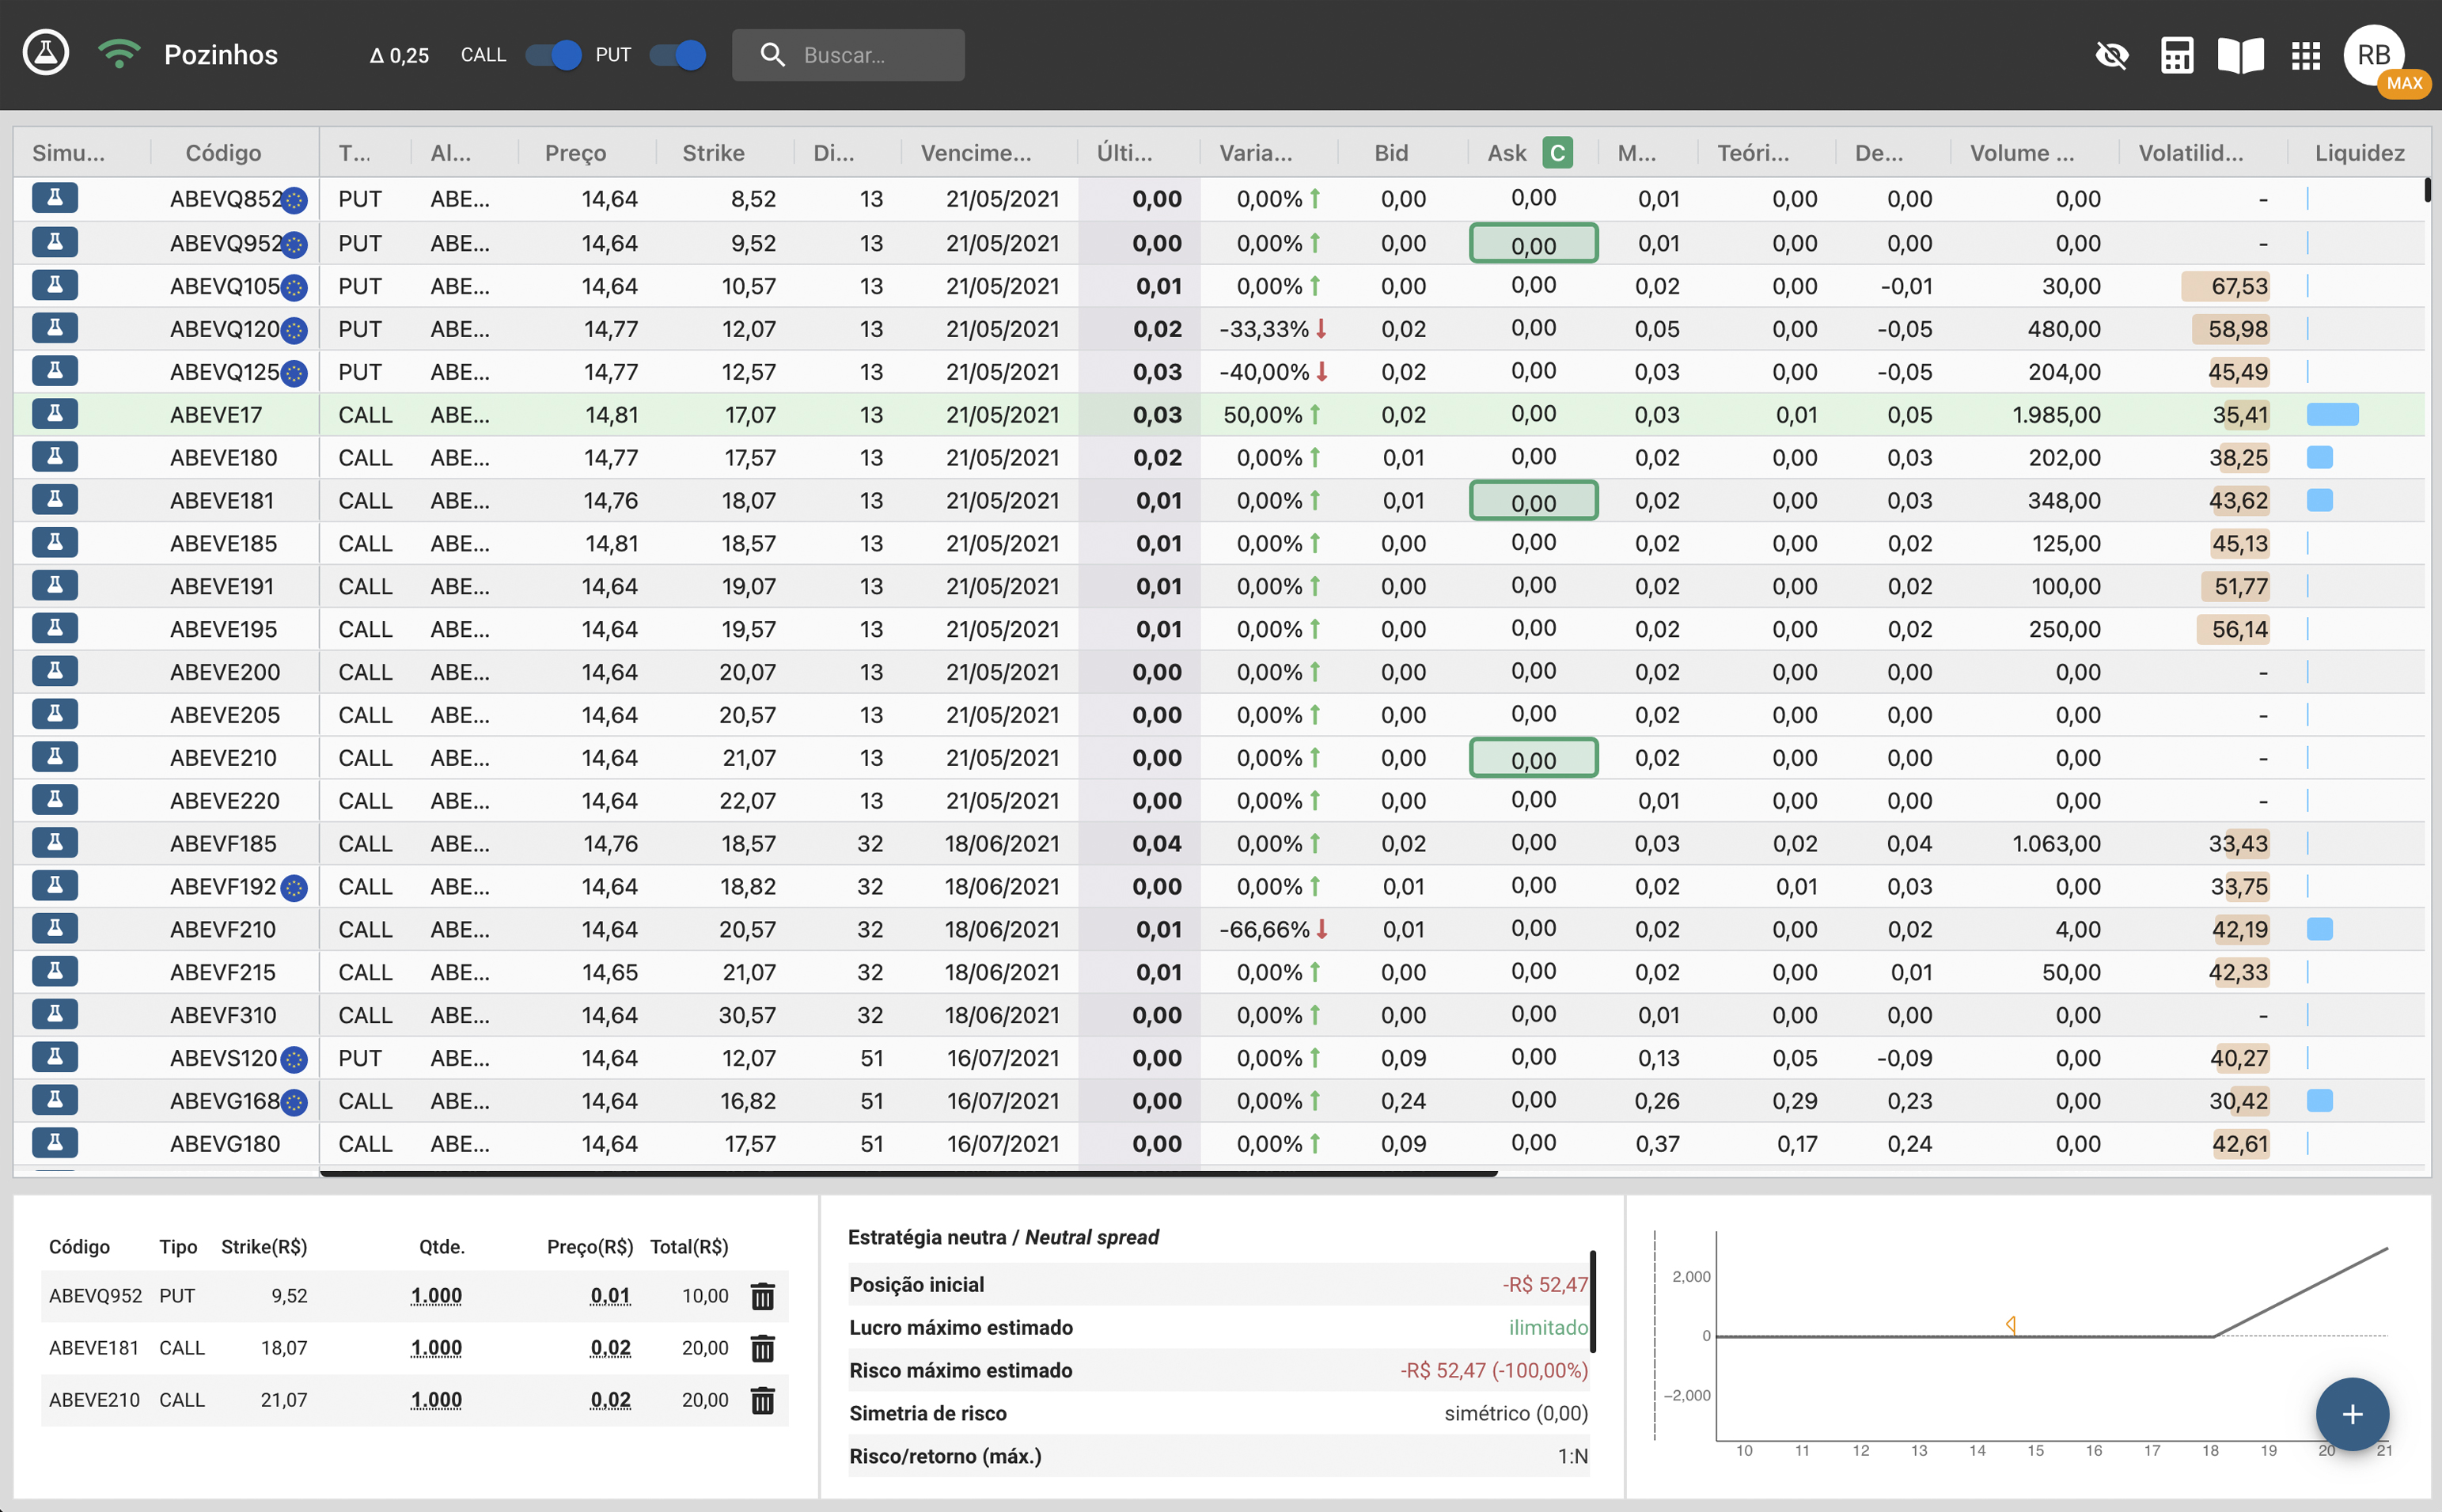 Pozinhos Δ 0,25 CALL PUT Buscar... RB MAX
Simu... Código T... Al... Preço Strike Di... Vencime... Últi... Varia... Bid Ask C M... Teóri... De... Volume ... Volatilid... Liquidez
ABEVQ852 PUT ABE... 14,64 8,52 13 21/05/2021 0,00 0,00% 0,00 0,00 0,01 0,00 0,00 0,00 -
ABEVQ952 PUT ABE... 14,64 9,52 13 21/05/2021 0,00 0,00% 0,00 0,00 0,01 0,00 0,00 0,00 -
ABEVQ105 PUT ABE... 14,64 10,57 13 21/05/2021 0,01 0,00% 0,00 0,00 0,02 0,00 -0,01 30,00 67,53
ABEVQ120 PUT ABE... 14,77 12,07 13 21/05/2021 0,02 -33,33% 0,02 0,00 0,05 0,00 -0,05 480,00 58,98
ABEVQ125 PUT ABE... 14,77 12,57 13 21/05/2021 0,03 -40,00% 0,02 0,00 0,03 0,00 -0,05 204,00 45,49
ABEVE17 CALL ABE... 14,81 17,07 13 21/05/2021 0,03 50,00% 0,02 0,00 0,03 0,01 0,05 1.985,00 35,41
ABEVE180 CALL ABE... 14,77 17,57 13 21/05/2021 0,02 0,00% 0,01 0,00 0,02 0,00 0,03 202,00 38,25
ABEVE181 CALL ABE... 14,76 18,07 13 21/05/2021 0,01 0,00% 0,01 0,00 0,02 0,00 0,03 348,00 43,62
ABEVE185 CALL ABE... 14,81 18,57 13 21/05/2021 0,01 0,00% 0,00 0,00 0,02 0,00 0,02 125,00 45,13
ABEVE191 CALL ABE... 14,64 19,07 13 21/05/2021 0,01 0,00% 0,00 0,00 0,02 0,00 0,02 100,00 51,77
ABEVE195 CALL ABE... 14,64 19,57 13 21/05/2021 0,01 0,00% 0,00 0,00 0,02 0,00 0,02 250,00 56,14
ABEVE200 CALL ABE... 14,64 20,07 13 21/05/2021 0,00 0,00% 0,00 0,00 0,02 0,00 0,00 0,00 -
ABEVE205 CALL ABE... 14,64 20,57 13 21/05/2021 0,00 0,00% 0,00 0,00 0,02 0,00 0,00 0,00 -
ABEVE210 CALL ABE... 14,64 21,07 13 21/05/2021 0,00 0,00% 0,00 0,00 0,02 0,00 0,00 0,00 -
ABEVE220 CALL ABE... 14,64 22,07 13 21/05/2021 0,00 0,00% 0,00 0,00 0,01 0,00 0,00 0,00 -
ABEVF185 CALL ABE... 14,76 18,57 32 18/06/2021 0,04 0,00% 0,02 0,00 0,03 0,02 0,04 1.063,00 33,43
ABEVF192 CALL ABE... 14,64 18,82 32 18/06/2021 0,00 0,00% 0,01 0,00 0,02 0,01 0,03 0,00 33,75
ABEVF210 CALL ABE... 14,64 20,57 32 18/06/2021 0,01 -66,66% 0,01 0,00 0,02 0,00 0,02 4,00 42,19
ABEVF215 CALL ABE... 14,65 21,07 32 18/06/2021 0,01 0,00% 0,00 0,00 0,02 0,00 0,01 50,00 42,33
ABEVF310 CALL ABE... 14,64 30,57 32 18/06/2021 0,00 0,00% 0,00 0,00 0,01 0,00 0,00 0,00 -
ABEVS120 PUT ABE... 14,64 12,07 51 16/07/2021 0,00 0,00% 0,09 0,00 0,13 0,05 -0,09 0,00 40,27
ABEVG168 CALL ABE... 14,64 16,82 51 16/07/2021 0,00 0,00% 0,24 0,00 0,26 0,29 0,23 0,00 30,42
ABEVG180 CALL ABE... 14,64 17,57 51 16/07/2021 0,00 0,00% 0,09 0,00 0,37 0,17 0,24 0,00 42,61
Código Tipo Strike(R$) Qtde. Preço(R$) Total(R$)
ABEVQ952 PUT 9,52 1.000 0,01 10,00
ABEVE181 CALL 18,07 1.000 0,02 20,00
ABEVE210 CALL 21,07 1.000 0,02 20,00
Estratégia neutra / Neutral spread
Posição inicial -R$ 52,47
Lucro máximo estimado ilimitado
Risco máximo estimado -R$ 52,47 (-100,00%)
Simetria de risco simétrico (0,00)
Risco/retorno (máx.) 1:N
2,000
0
−2,000
10 11 12 13 14 15 16 17 18 19 20 21
+